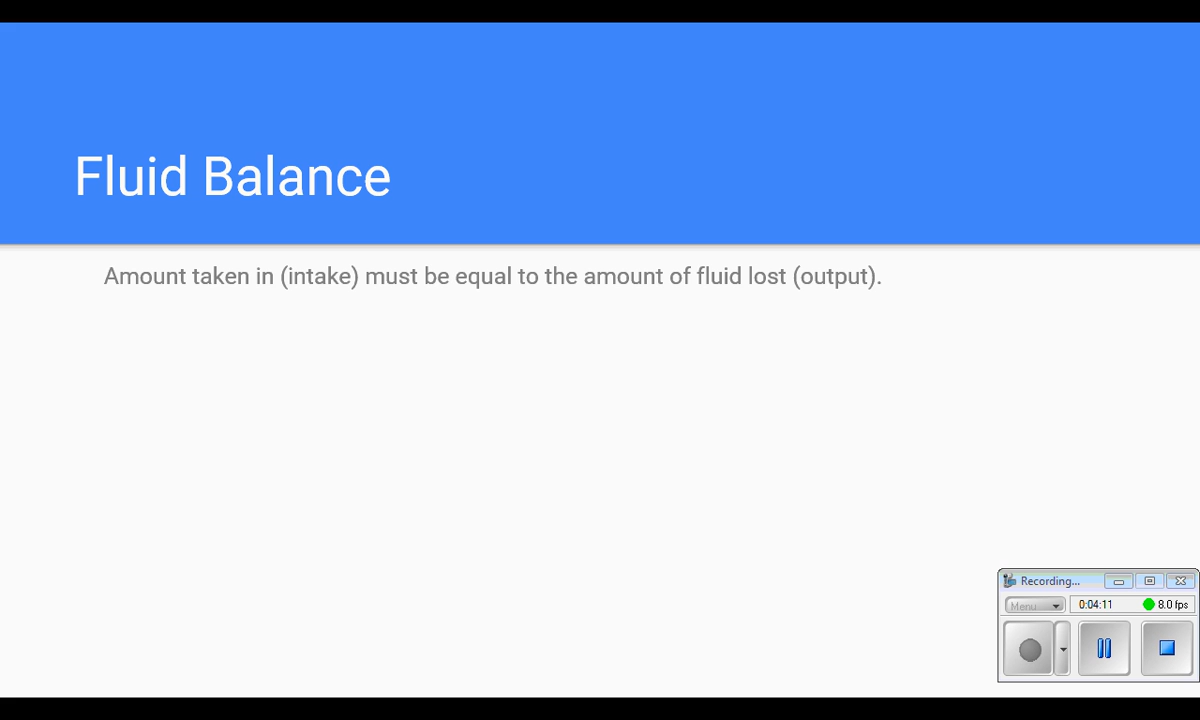 Fluid Balance
Amount taken in (intake) must be equal to the amount of fluid lost (output).
Recording...
Menu 0:04:11 8.0 fps